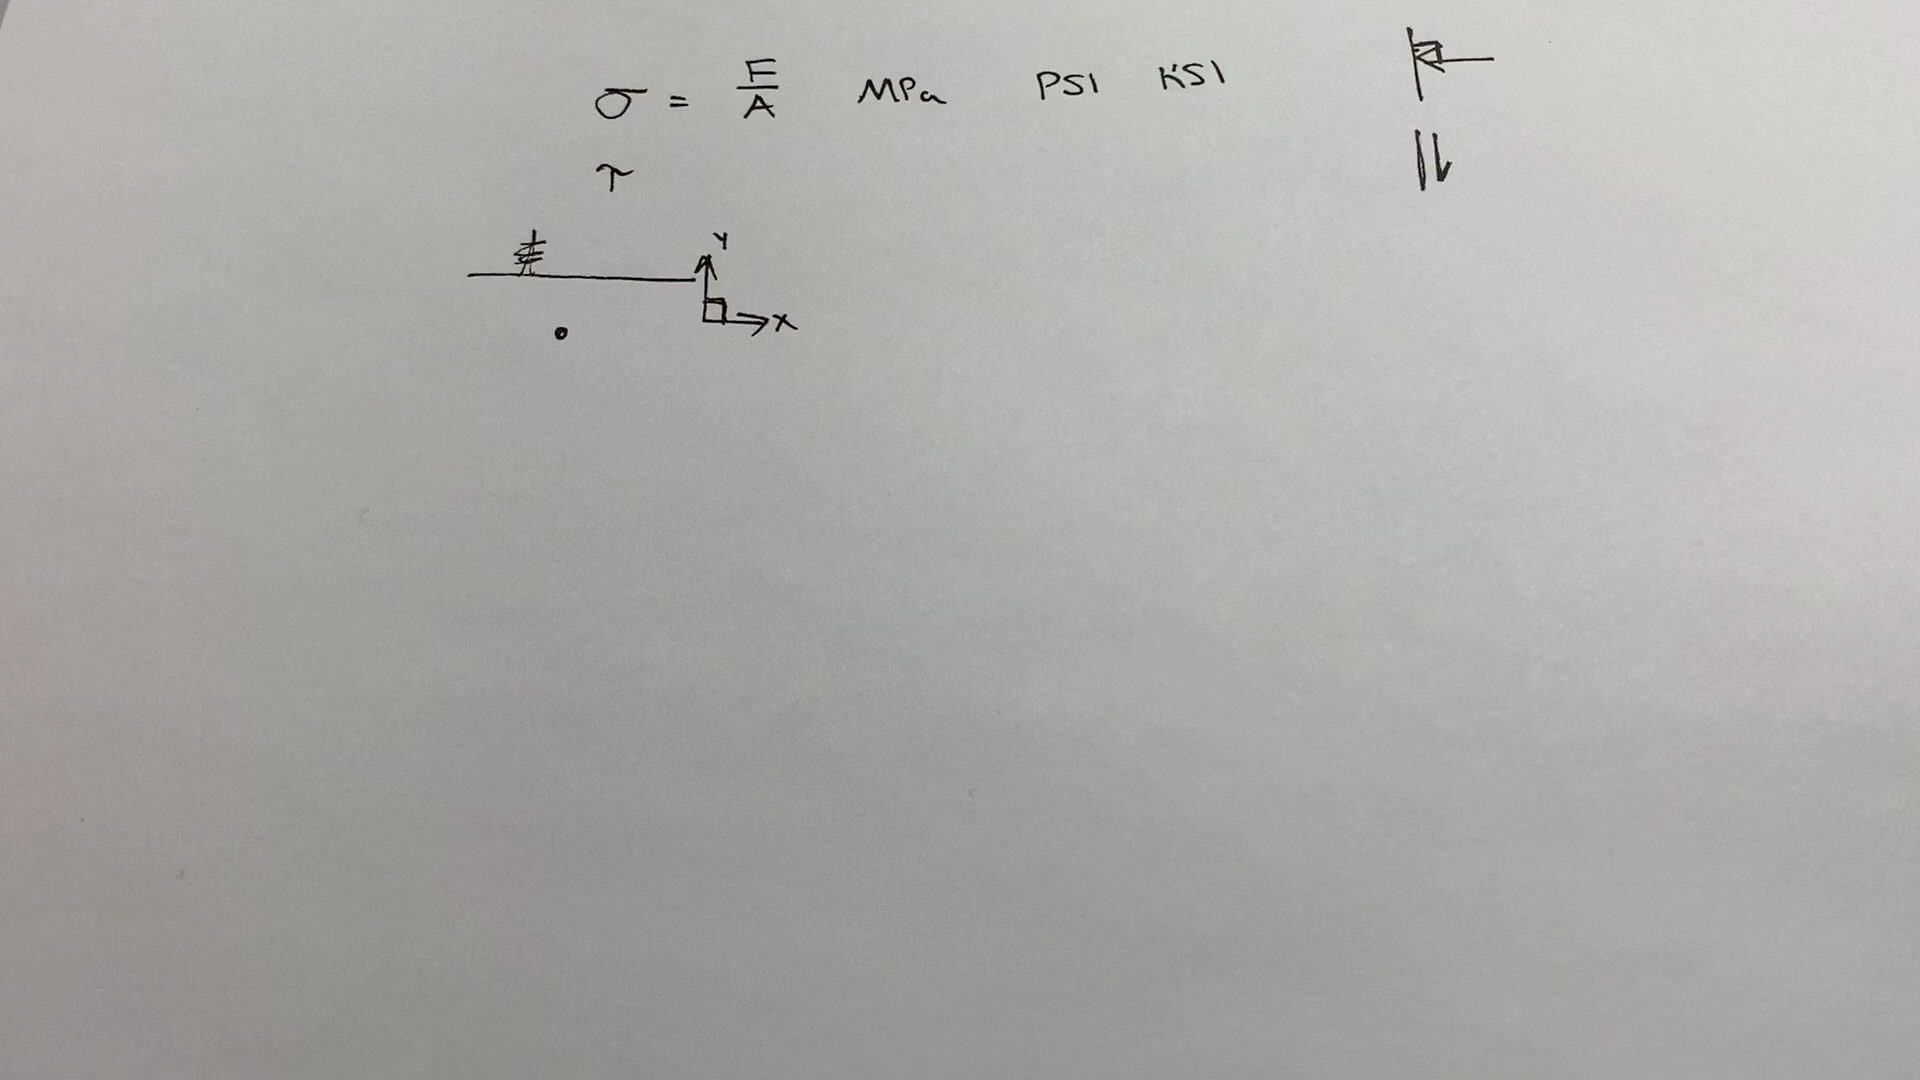 σ = F/A MPa PSI KSI
τ
Y
X